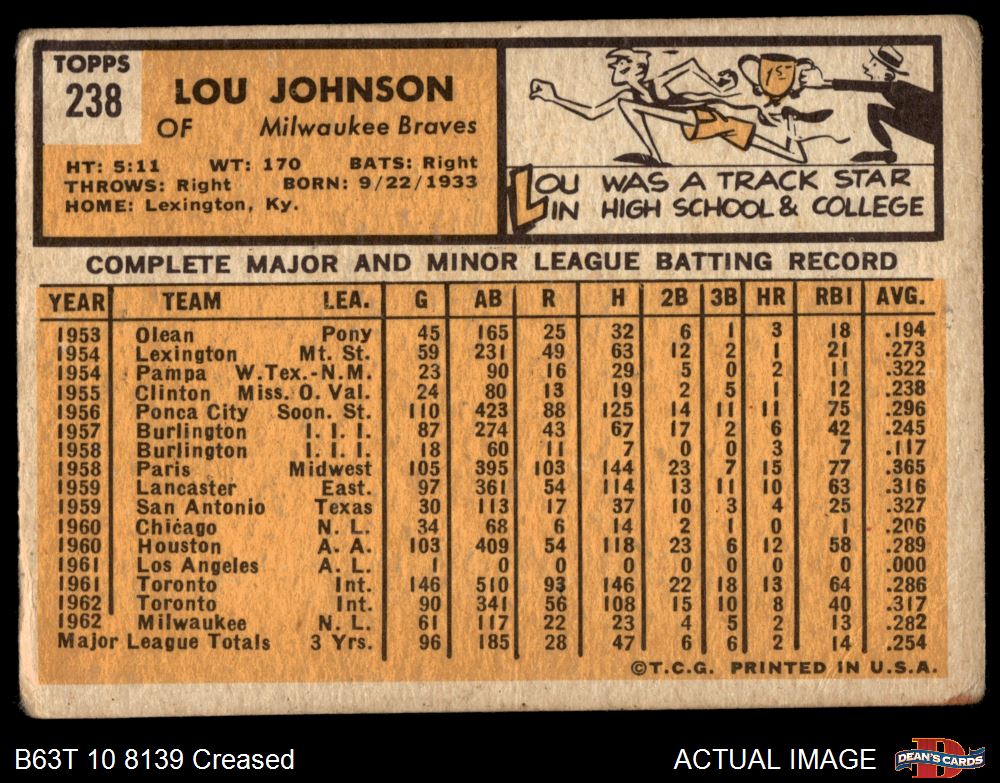 TOPPS
238
LOU JOHNSON
OF Milwaukee Braves
HT: 5:11 WT: 170 BATS: Right
THROWS: Right BORN: 9/22/1933
HOME: Lexington, Ky.
1ST
LOU WAS A TRACK STAR
IN HIGH SCHOOL & COLLEGE
COMPLETE MAJOR AND MINOR LEAGUE BATTING RECORD
YEAR TEAM LEA. G AB R H 2B 3B HR RBI AVG.
1953 Olean Pony 45 165 25 32 6 1 3 18 .194
1954 Lexington Mt. St. 59 231 49 63 12 2 1 21 .273
1954 Pampa W.Tex.-N.M. 23 90 16 29 5 0 2 11 .322
1955 Clinton Miss. O. Val. 24 80 13 19 2 5 1 12 .238
1956 Ponca City Soon. St. 110 423 88 125 14 11 11 75 .296
1957 Burlington I. I. I. 87 274 43 67 17 2 6 42 .245
1958 Burlington I. I. I. 18 60 11 7 0 0 3 7 .117
1958 Paris Midwest 105 395 103 144 23 7 15 77 .365
1959 Lancaster East. 97 361 54 114 13 11 10 63 .316
1959 San Antonio Texas 30 113 17 37 10 3 4 25 .327
1960 Chicago N. L. 34 68 6 14 2 1 0 1 .206
1960 Houston A. A. 103 409 54 118 23 6 12 58 .289
1961 Los Angeles A. L. 1 0 0 0 0 0 0 0 .000
1961 Toronto Int. 146 510 93 146 22 18 13 64 .286
1962 Toronto Int. 90 341 56 108 15 10 8 40 .317
1962 Milwaukee N. L. 61 117 22 23 4 5 2 13 .282
Major League Totals 3 Yrs. 96 185 28 47 6 6 2 14 .254
©T.C.G. PRINTED IN U.S.A.
B63T 10 8139 Creased
ACTUAL IMAGE
D
DEAN'S CARDS